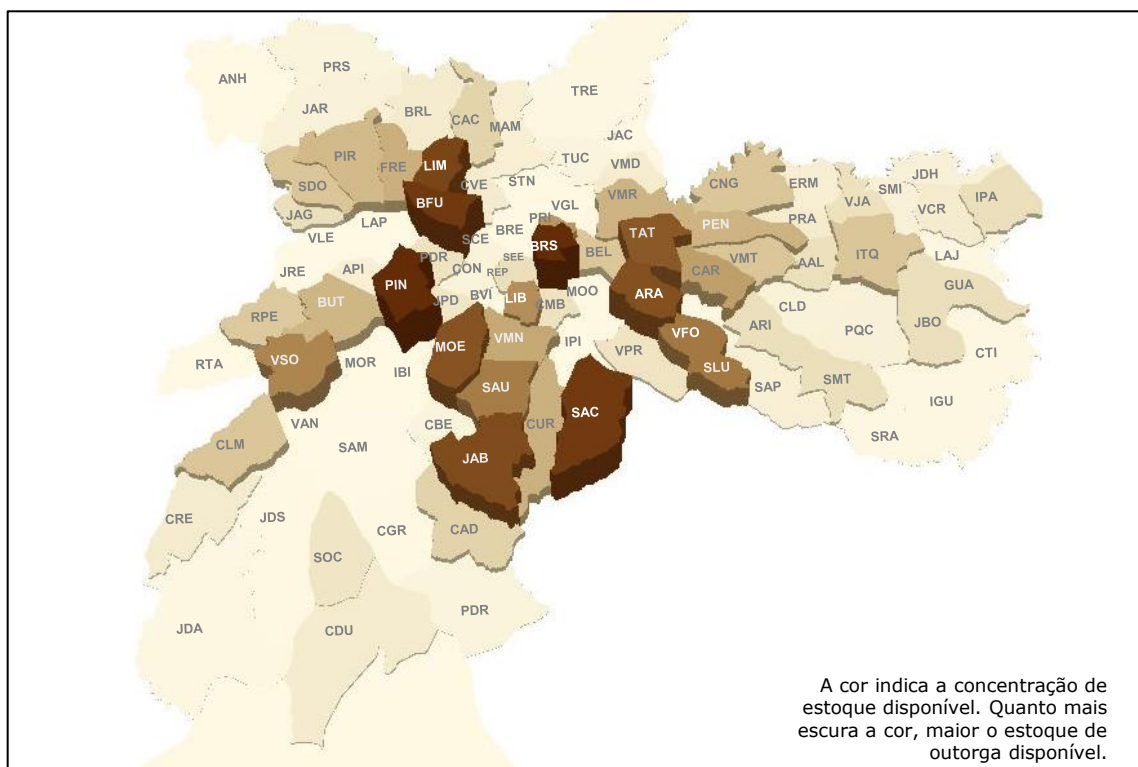 PRS
ANH
TRE
JAR
BRL
CAC
MAM
JAC
TUC
VMD
PIR
FRE
LIM
SDO
CVE
STN
BFU
JAG
LAP
VLE
SCE
BRE
PRI
VGL
VMR
CNG
ERM
VJA
SMI
JDH
VCR
IPA
PEN
PRA
TAT
BRS
BEL
SEE
PDR
CON
REP
JRE
API
PIN
JPD
BVI
LIB
CMB
MOO
ARA
CAR
VMT
AAL
ITQ
LAJ
GUA
RPE
BUT
VSO
RTA
MOR
IBI
MOE
VMN
IPI
VPR
VFO
SLU
ARI
CLD
PQC
JBO
CTI
SAP
SMT
IGU
SRA
SAU
CUR
SAC
CBE
JAB
VAN
CLM
SAM
CRE
JDS
CGR
CAD
SOC
JDA
CDU
PDR
A cor indica a concentração de
estoque disponível. Quanto mais
escura a cor, maior o estoque de
outorga disponível.